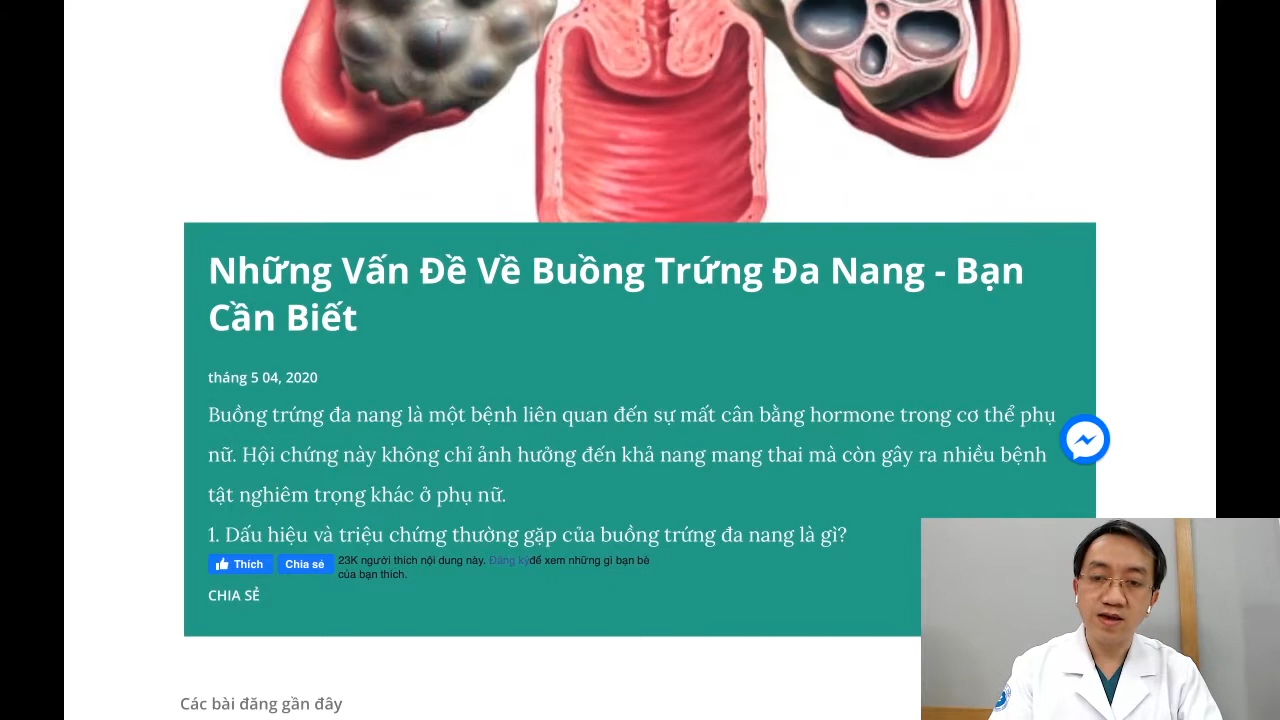 Những Vấn Đề Về Buồng Trứng Đa Nang - Bạn
Cần Biết
tháng 5 04, 2020
Buồng trứng đa nang là một bệnh liên quan đến sự mất cân bằng hormone trong cơ thể phụ
nữ. Hội chứng này không chỉ ảnh hưởng đến khả nang mang thai mà còn gây ra nhiều bệnh
tật nghiêm trọng khác ở phụ nữ.
1. Dấu hiệu và triệu chứng thường gặp của buồng trứng đa nang là gì?
Thích Chia sẻ 23K người thích nội dung này. Đăng ký để xem những gì bạn bè
của bạn thích.
CHIA SẺ
Các bài đăng gần đây